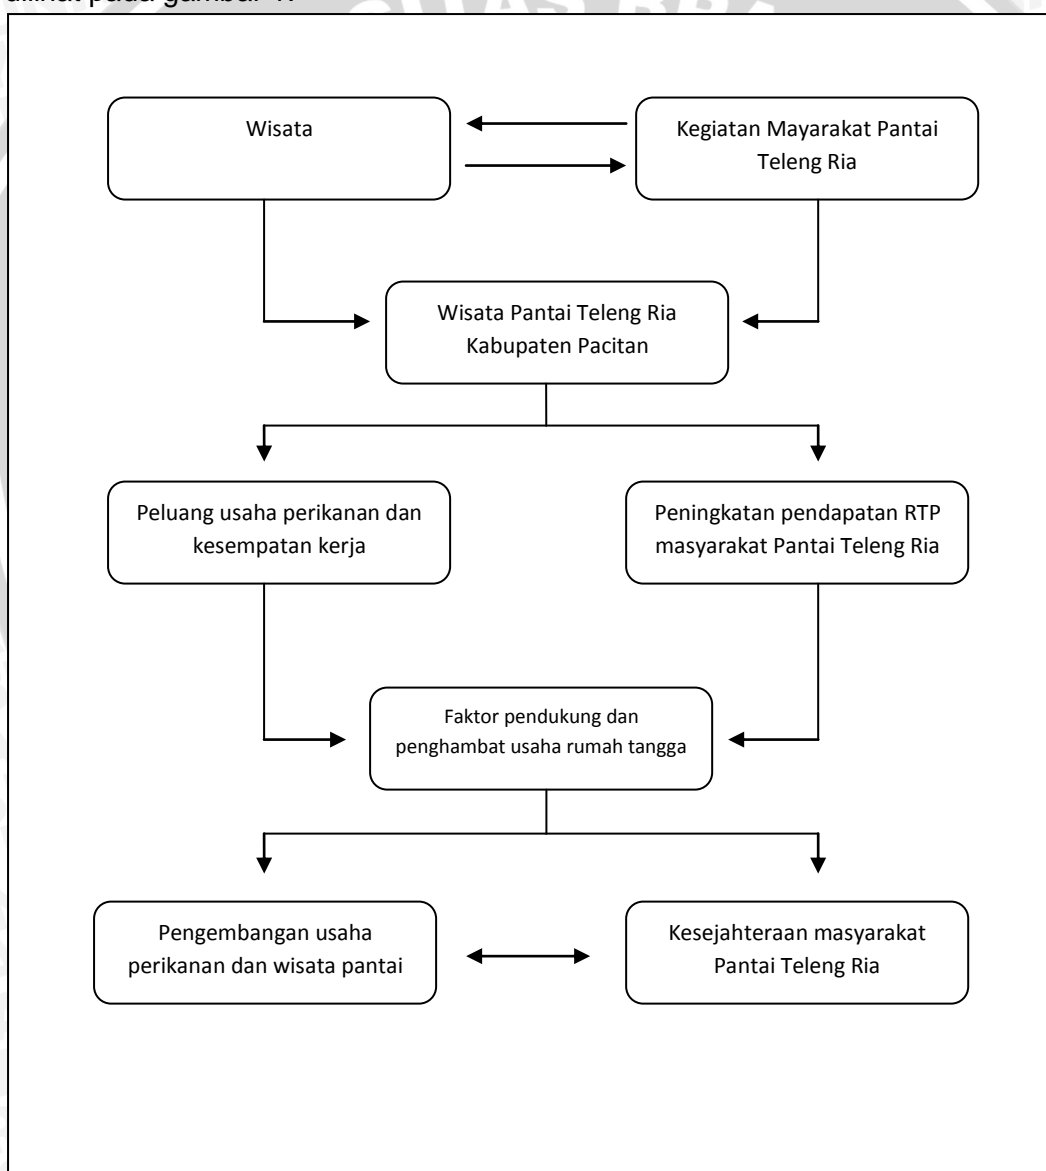 Wisata
Kegiatan Mayarakat Pantai
Teleng Ria
Wisata Pantai Teleng Ria
Kabupaten Pacitan
Peluang usaha perikanan dan
kesempatan kerja
Peningkatan pendapatan RTP
masyarakat Pantai Teleng Ria
Faktor pendukung dan
penghambat usaha rumah tangga
Pengembangan usaha
perikanan dan wisata pantai
Kesejahteraan masyarakat
Pantai Teleng Ria